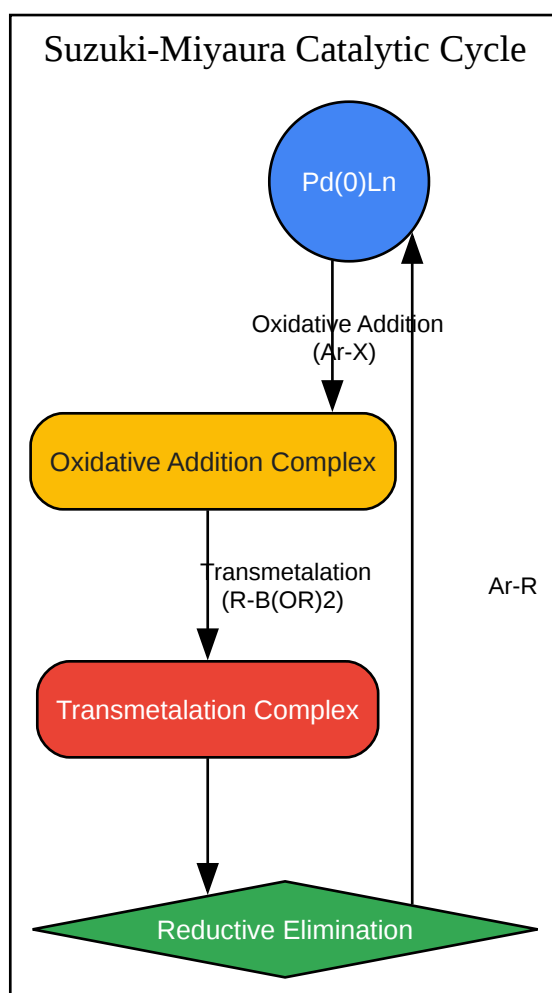 Suzuki-Miyaura Catalytic Cycle
Pd(0)Ln
Oxidative Addition
(Ar-X)
Oxidative Addition Complex
Transmetalation
(R-B(OR)2)
Ar-R
Transmetalation Complex
Reductive Elimination